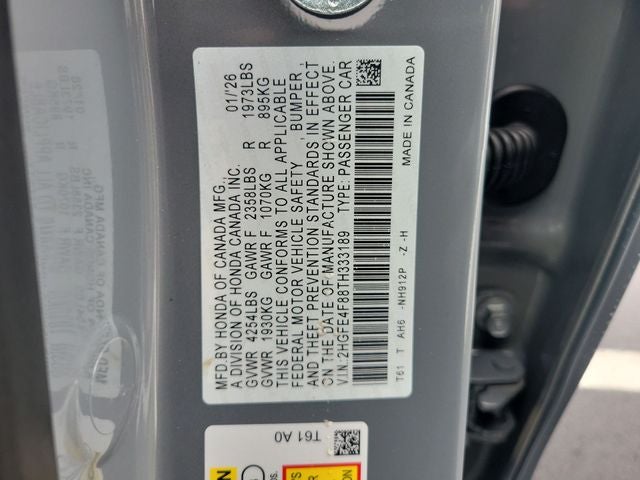 MFD BY HONDA OF CANADA MFG. 01/'26
A DIVISION OF HONDA CANADA INC.
GVWR 4254LBS GAWR F 2358LBS R 1973LBS
GVWR 1930KG GAWR F 1070KG R 895KG
THIS VEHICLE CONFORMS TO ALL APPLICABLE
FEDERAL MOTOR VEHICLE SAFETY, BUMPER,
AND THEFT PREVENTION STANDARDS IN EFFECT
ON THE DATE OF MANUFACTURE SHOWN ABOVE.
V.I.N.:2HGFE4F88TH333189 TYPE: PASSENGER CAR
T61 T AH6 -NH912P -Z -H MADE IN CANADA
T61 A0